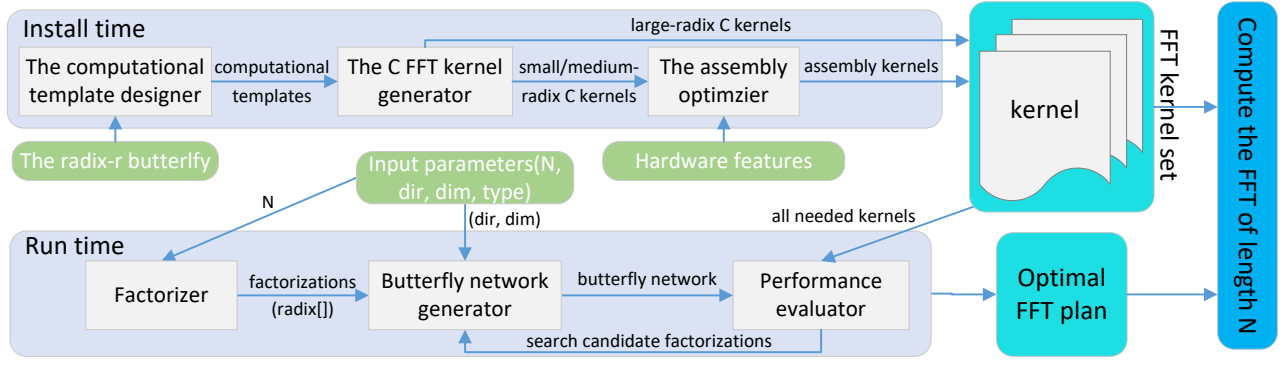 Install time
large-radix C kernels
The computational
template designer
computational
templates
The C FFT kernel
generator
small/medium-
radix C kernels
The assembly
optimzier
assembly kernels
kernel
FFT kernel set
Compute the FFT of length N
The radix-r butterlfy
Input parameters(N,
dir, dim, type)
Hardware features
N
(dir, dim)
all needed kernels
Run time
Factorizer
factorizations
(radix[])
Butterfly network
generator
butterfly network
Performance
evaluator
search candidate factorizations
Optimal
FFT plan